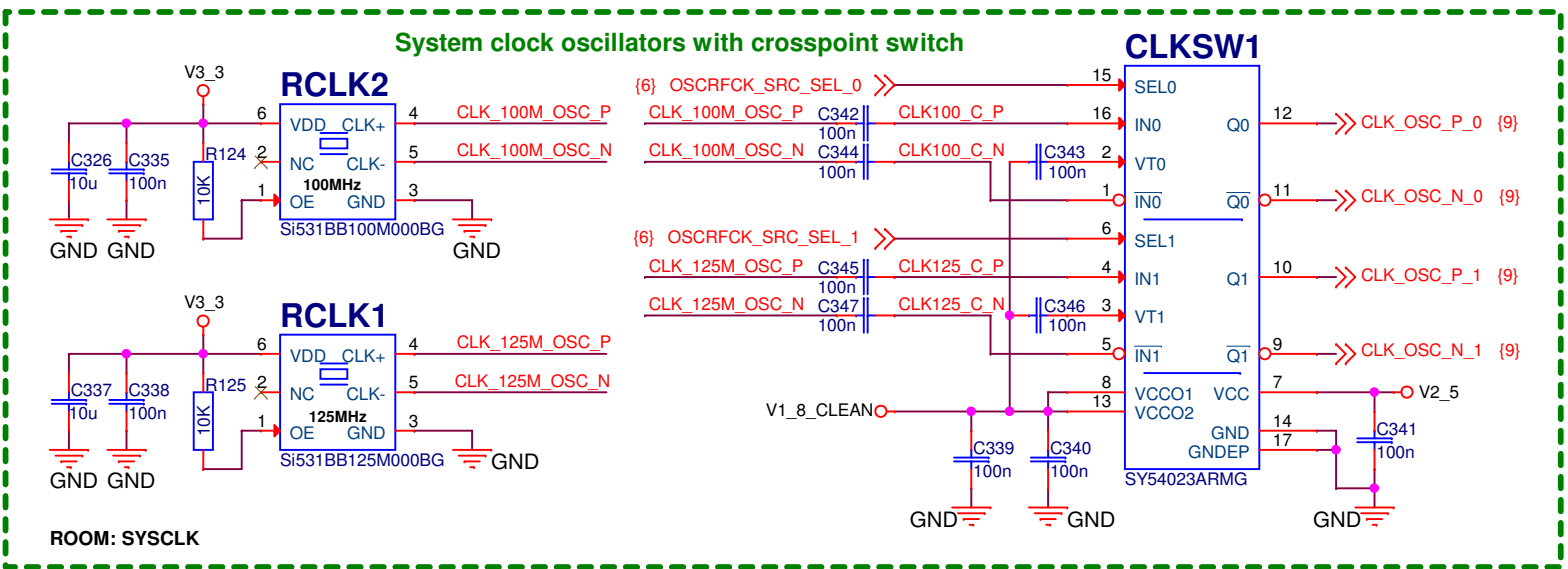 System clock oscillators with crosspoint switch
V3_3
RCLK2
6 VDD CLK+ 4 CLK_100M_OSC_P
2 NC CLK- 5 CLK_100M_OSC_N
100MHz
1 OE GND 3
Si531BB100M000BG
C326
10u
C335
100n
R124
10K
GND GND
GND
V3_3
RCLK1
6 VDD CLK+ 4 CLK_125M_OSC_P
2 NC CLK- 5 CLK_125M_OSC_N
125MHz
1 OE GND 3
Si531BB125M000BG
C337
10u
C338
100n
R125
10K
GND GND
GND
ROOM: SYSCLK
CLKSW1
{6} OSCRFCK_SRC_SEL_0 15 SEL0
CLK_100M_OSC_P C342 CLK100_C_P 16 IN0
100n
CLK_100M_OSC_N C344 CLK100_C_N
100n
C343 2 VT0
100n
1 IN0
{6} OSCRFCK_SRC_SEL_1 6 SEL1
CLK_125M_OSC_P C345 CLK125_C_P 4 IN1
100n
CLK_125M_OSC_N C347 CLK125_C_N
100n
C346 3 VT1
100n
5 IN1
8 VCCO1
V1_8_CLEAN 13 VCCO2
C339
100n
C340
100n
GND GND
Q0 12 CLK_OSC_P_0 {9}
Q0 11 CLK_OSC_N_0 {9}
Q1 10 CLK_OSC_P_1 {9}
Q1 9 CLK_OSC_N_1 {9}
VCC 7 V2_5
GND 14
GNDEP 17
C341
100n
SY54023ARMG
GND